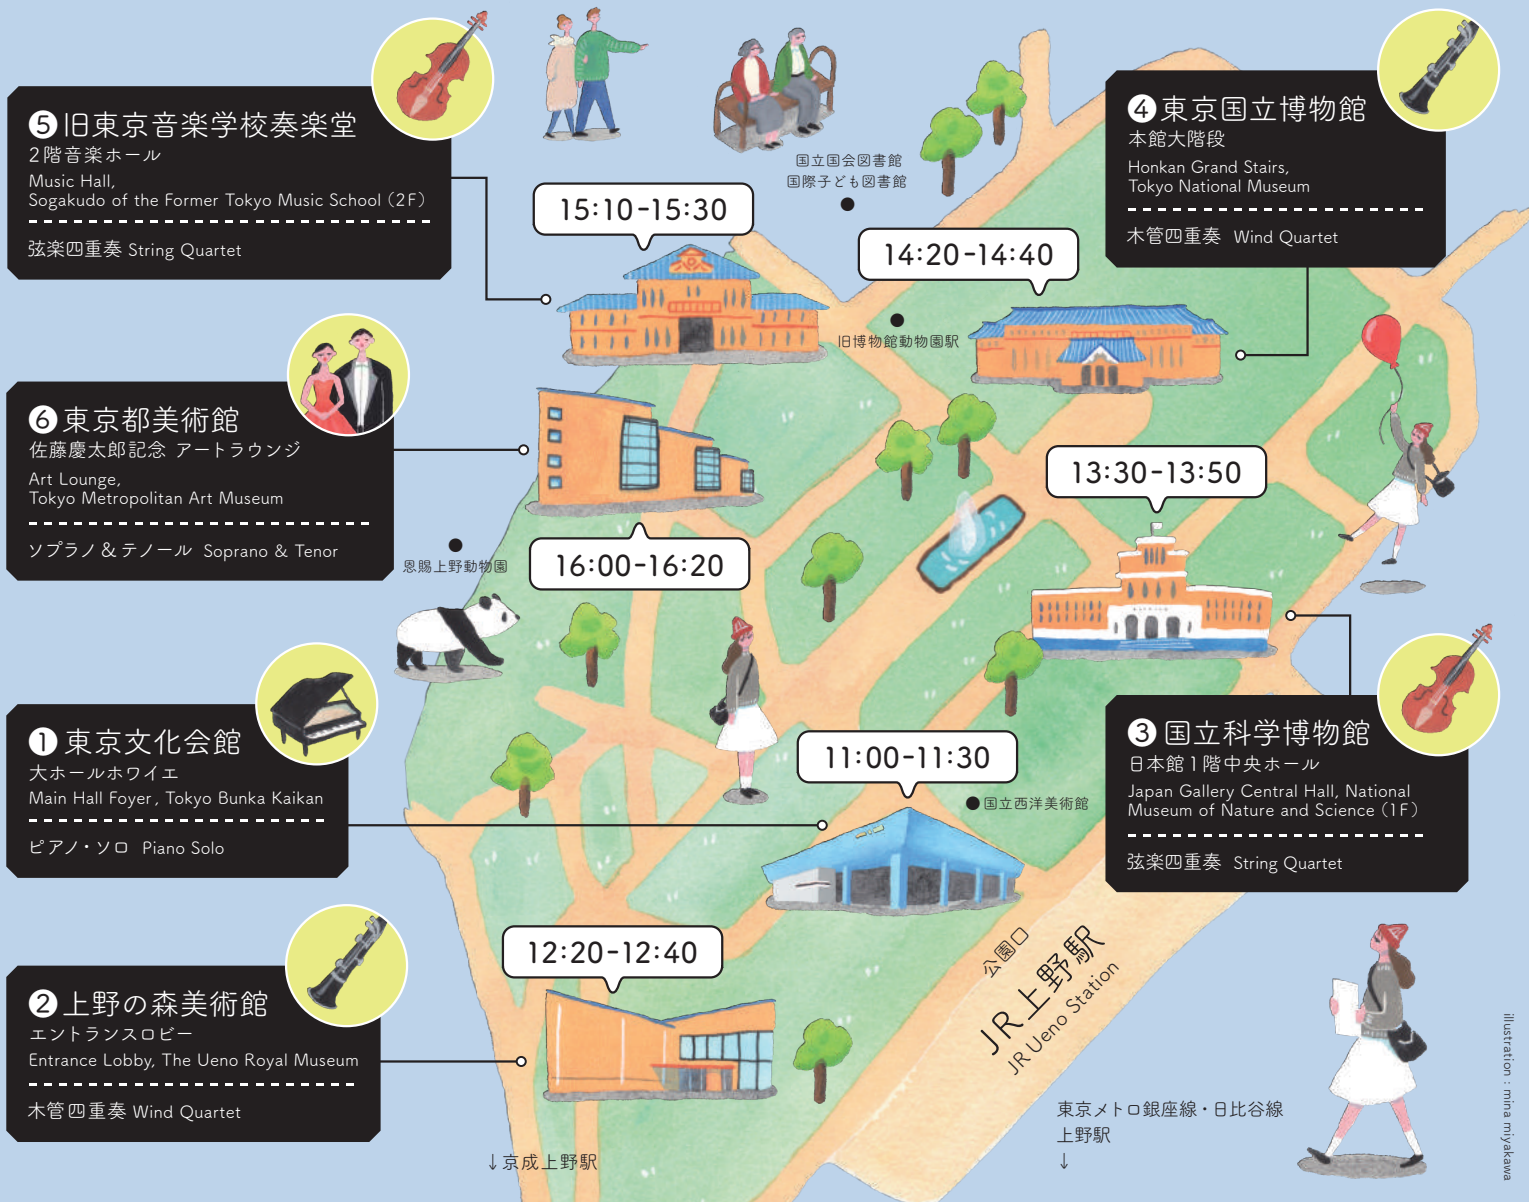 ❺旧東京音楽学校奏楽堂
2階音楽ホール
Music Hall,
Sogakudo of the Former Tokyo Music School (2F)
弦楽四重奏 String Quartet
15:10-15:30
国立国会図書館
国際子ども図書館
❹東京国立博物館
本館大階段
Honkan Grand Stairs,
Tokyo National Museum
木管四重奏 Wind Quartet
14:20-14:40
旧博物館動物園駅
❻東京都美術館
佐藤慶太郎記念 アートラウンジ
Art Lounge,
Tokyo Metropolitan Art Museum
ソプラノ&テノール Soprano & Tenor
16:00-16:20
恩賜上野動物園
13:30-13:50
❸国立科学博物館
日本館1階中央ホール
Japan Gallery Central Hall, National
Museum of Nature and Science (1F)
弦楽四重奏 String Quartet
❶東京文化会館
大ホールホワイエ
Main Hall Foyer, Tokyo Bunka Kaikan
ピアノ・ソロ Piano Solo
11:00-11:30
国立西洋美術館
❷上野の森美術館
エントランスロビー
Entrance Lobby, The Ueno Royal Museum
木管四重奏 Wind Quartet
12:20-12:40
公園口
JR上野駅
JR Ueno Station
東京メトロ銀座線・日比谷線
上野駅
↓
↓京成上野駅
illustration : mina miyakawa